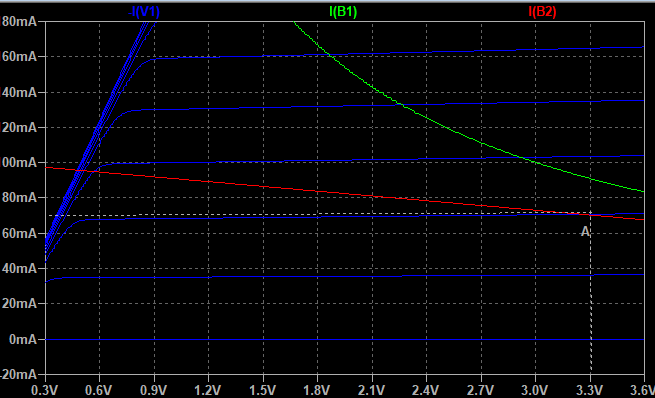 -I(V1) I(B1) I(B2)
80mA
60mA
40mA
20mA
00mA
80mA
60mA
A
40mA
20mA
0mA
-20mA
0.3V 0.6V 0.9V 1.2V 1.5V 1.8V 2.1V 2.4V 2.7V 3.0V 3.3V 3.6V